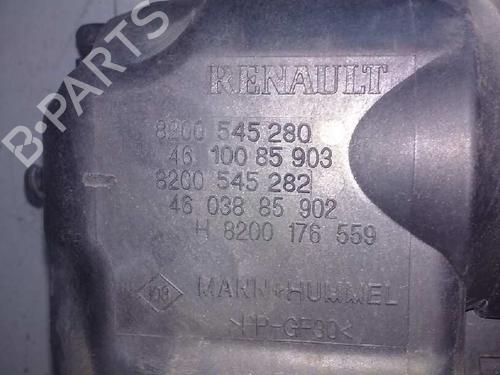 RENAULT
8200 545 280
46 100 85 903
8200 545 282
46 038 85 902
H 8200 176 559
MANN+HUMMEL
>PP-GF30<
B-PARTS